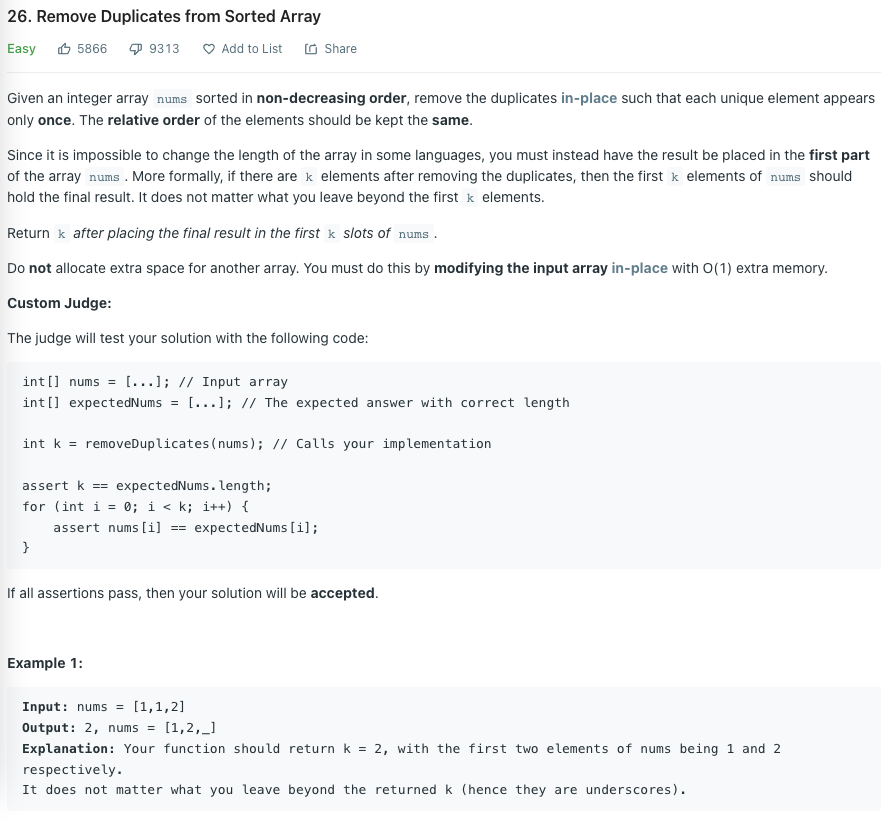 26. Remove Duplicates from Sorted Array
Easy 5866 9313 Add to List Share
Given an integer array nums sorted in non-decreasing order, remove the duplicates in-place such that each unique element appears
only once. The relative order of the elements should be kept the same.
Since it is impossible to change the length of the array in some languages, you must instead have the result be placed in the first part
of the array nums . More formally, if there are k elements after removing the duplicates, then the first k elements of nums should
hold the final result. It does not matter what you leave beyond the first k elements.
Return k after placing the final result in the first k slots of nums .
Do not allocate extra space for another array. You must do this by modifying the input array in-place with O(1) extra memory.
Custom Judge:
The judge will test your solution with the following code:
int[] nums = [...]; // Input array
int[] expectedNums = [...]; // The expected answer with correct length
int k = removeDuplicates(nums); // Calls your implementation
assert k == expectedNums.length;
for (int i = 0; i < k; i++) {
    assert nums[i] == expectedNums[i];
}
If all assertions pass, then your solution will be accepted.
Example 1:
Input: nums = [1,1,2]
Output: 2, nums = [1,2,_]
Explanation: Your function should return k = 2, with the first two elements of nums being 1 and 2
respectively.
It does not matter what you leave beyond the returned k (hence they are underscores).